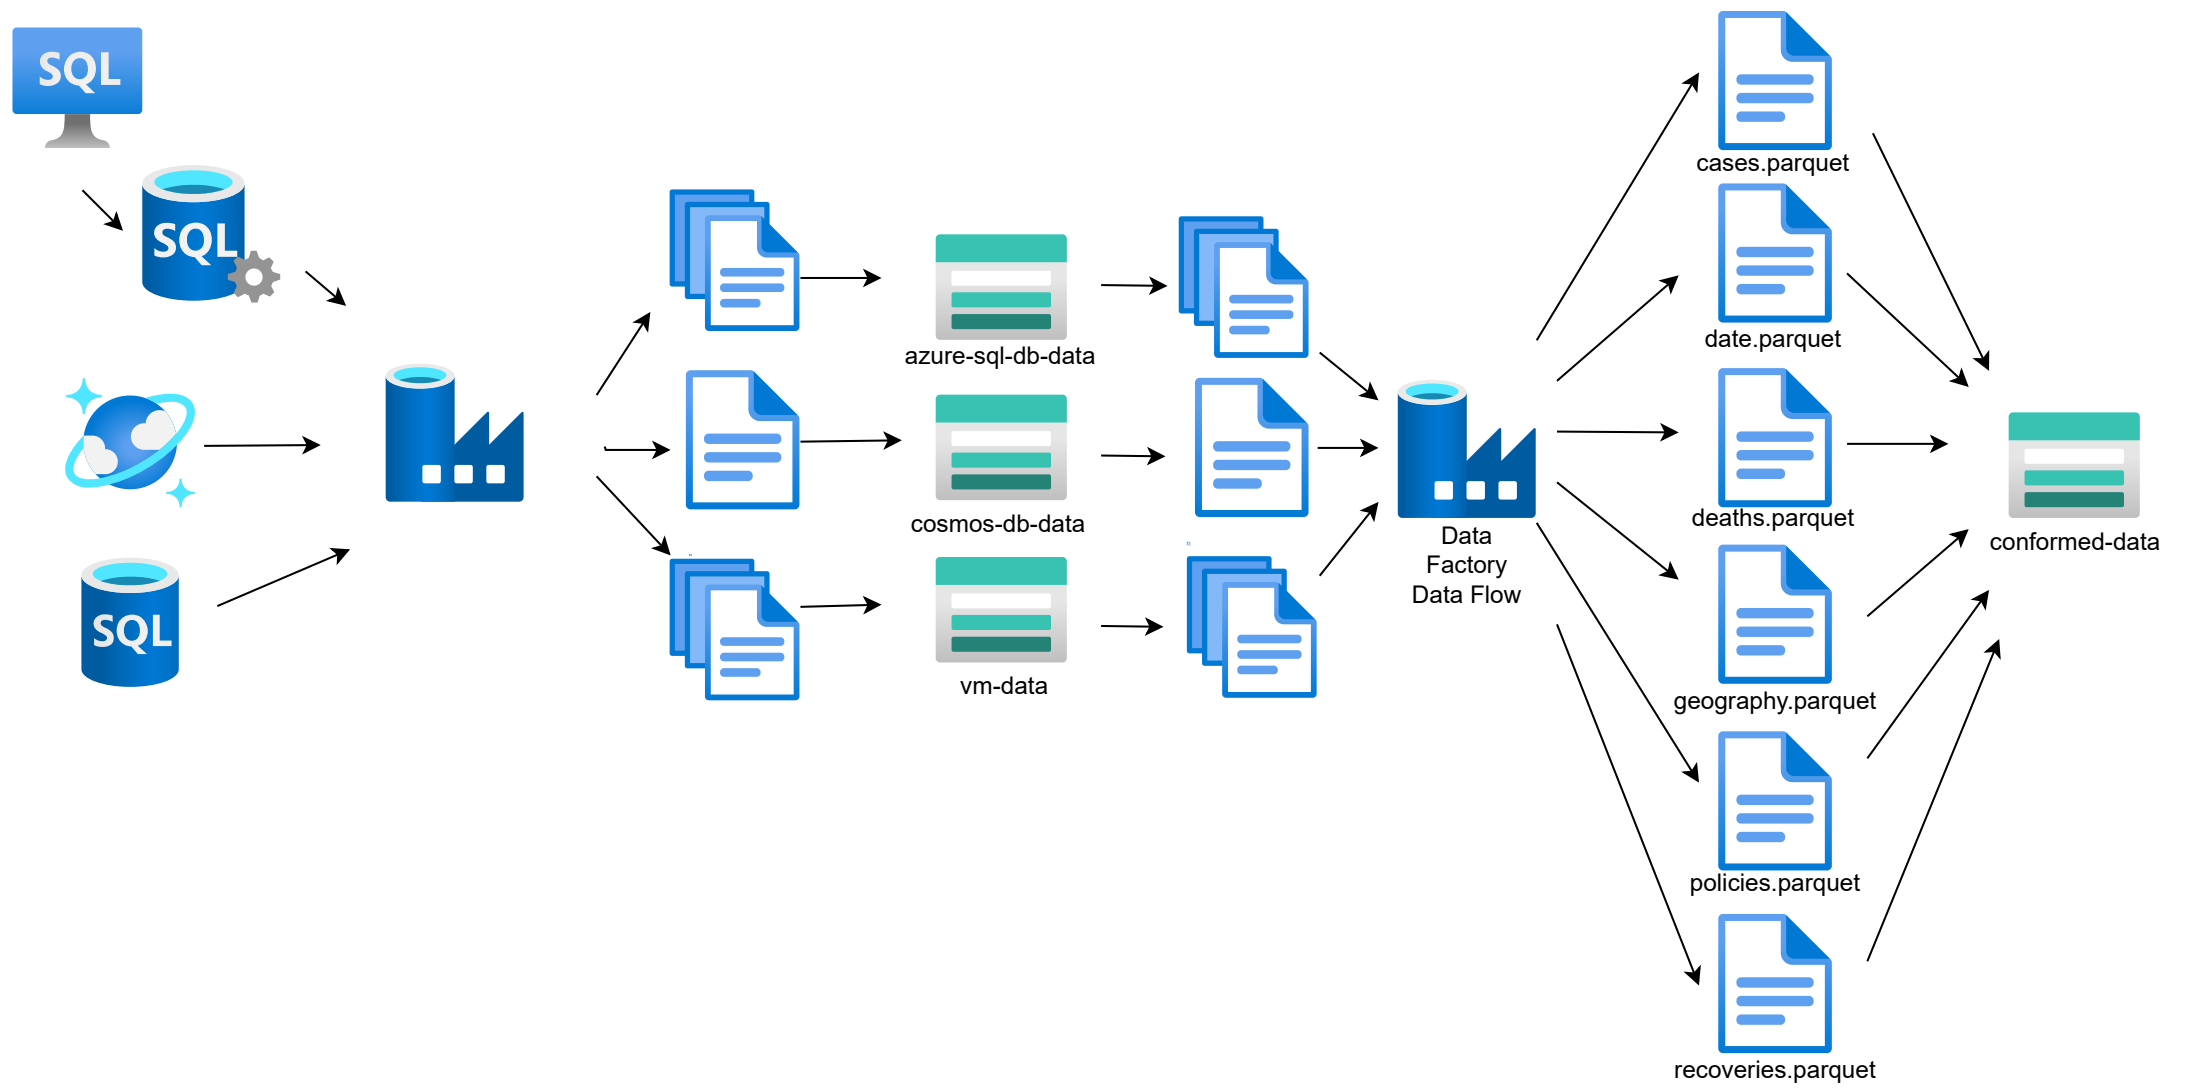 SQL
SQL
SQL
azure-sql-db-data
cosmos-db-data
vm-data
Data
Factory
Data Flow
cases.parquet
date.parquet
deaths.parquet
geography.parquet
policies.parquet
recoveries.parquet
conformed-data